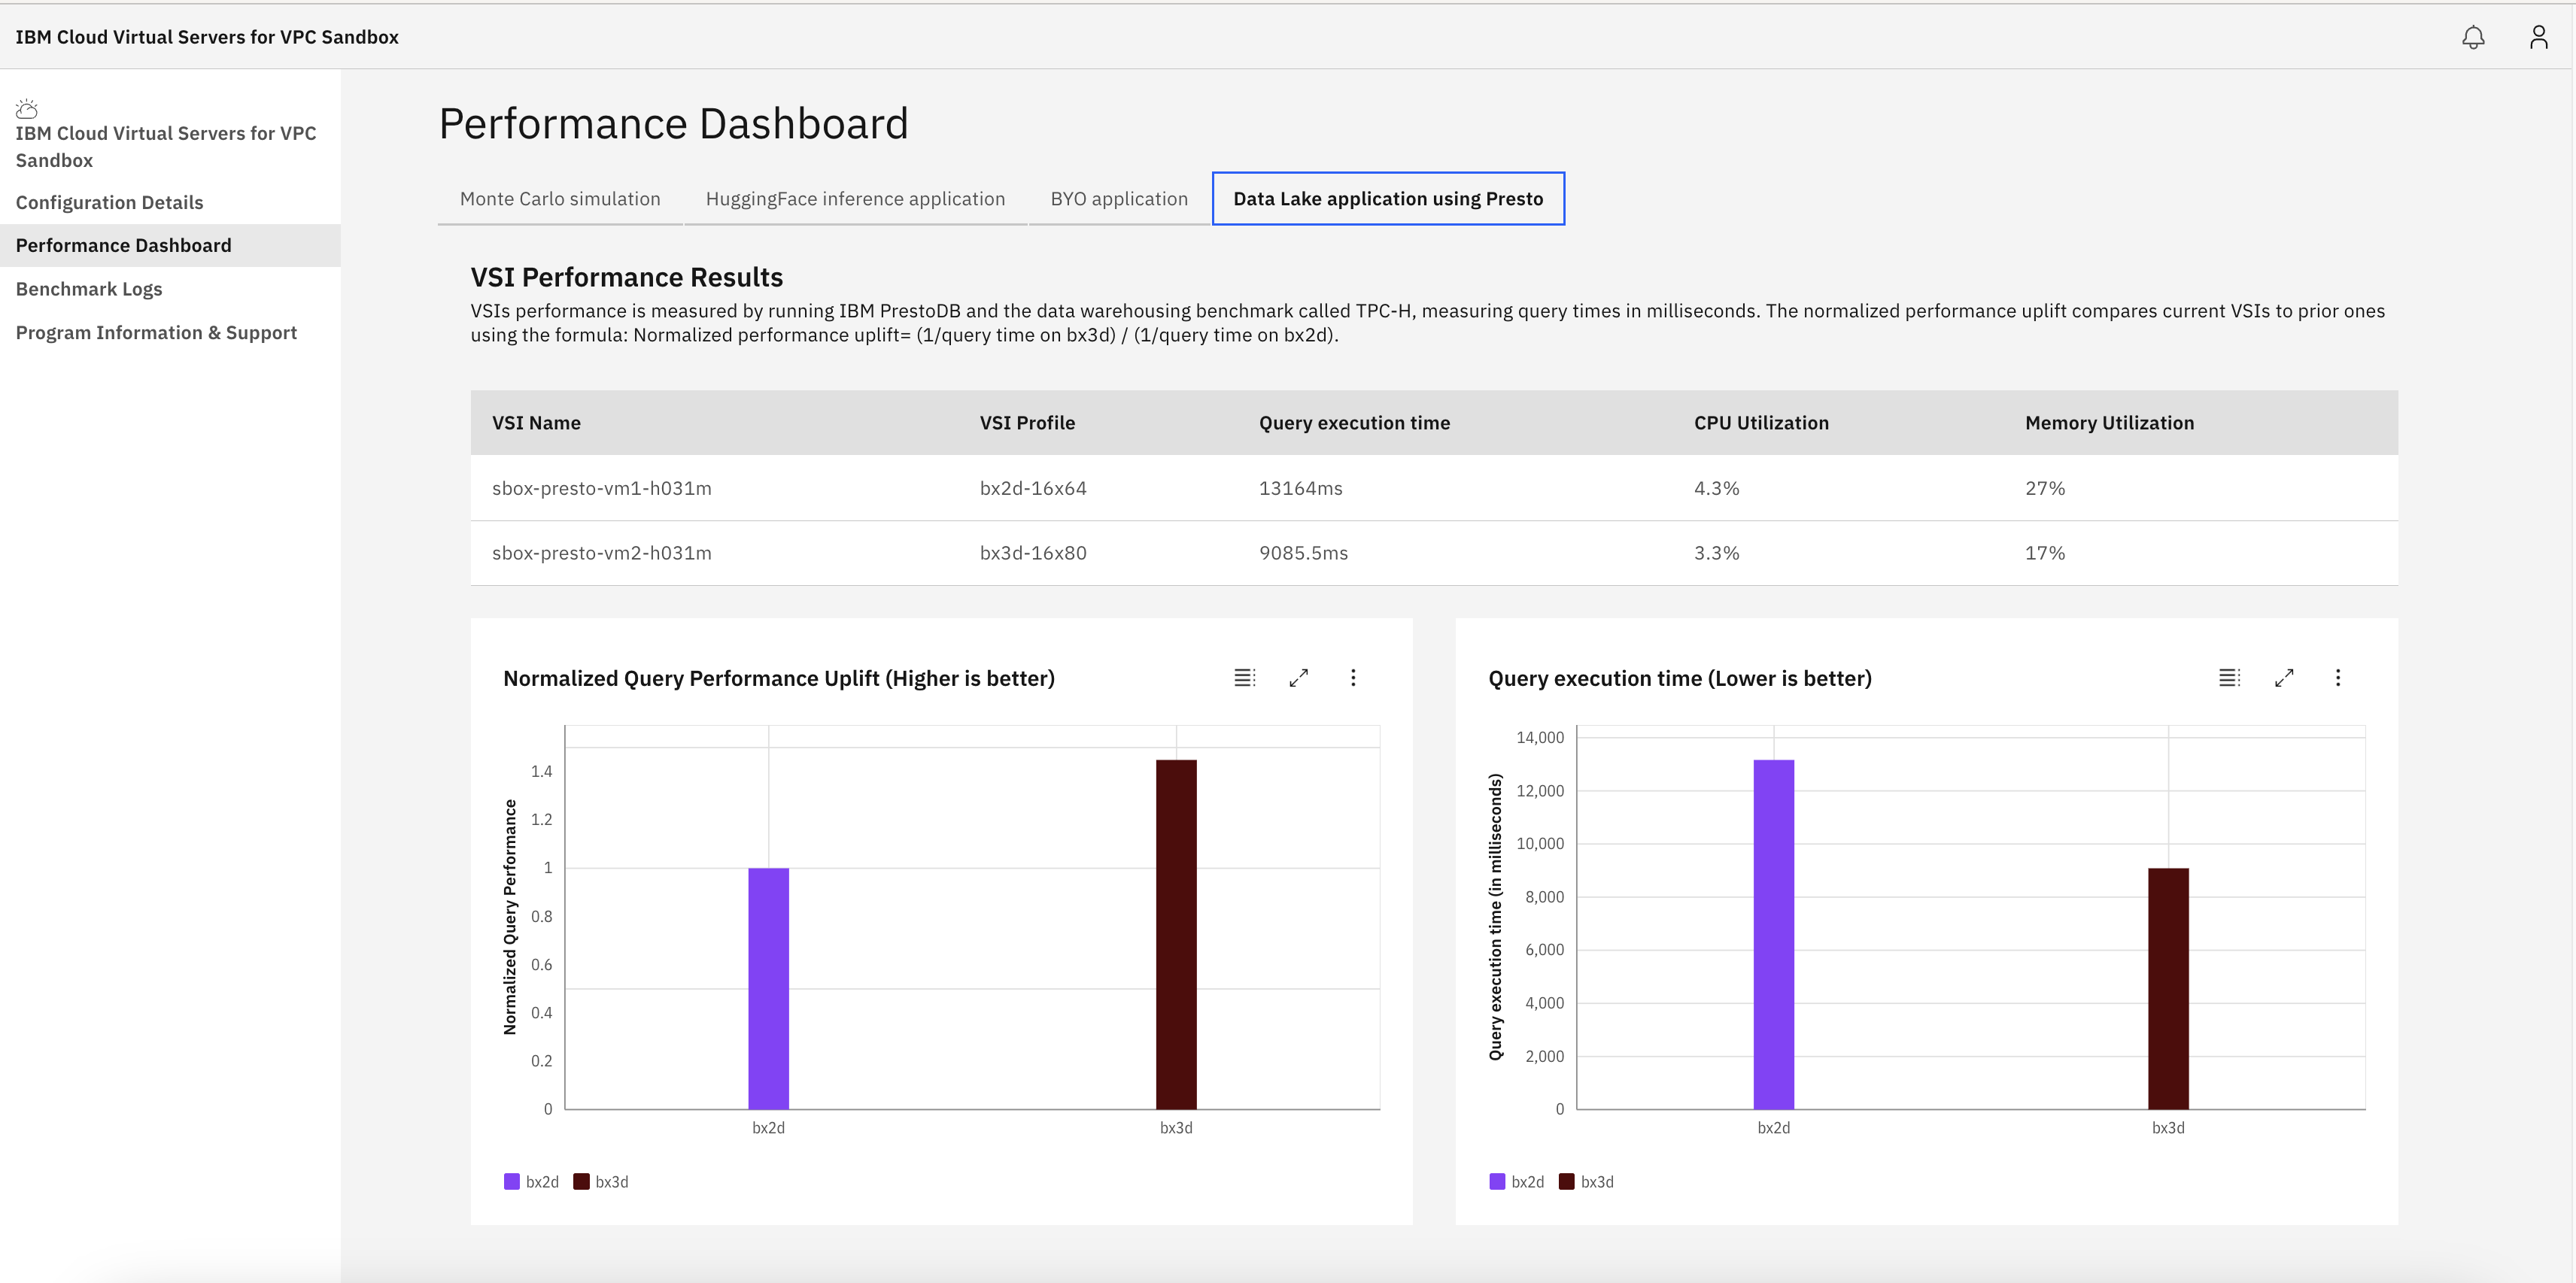 IBM Cloud Virtual Servers for VPC Sandbox
IBM Cloud Virtual Servers for VPC
Sandbox
Configuration Details
Performance Dashboard
Benchmark Logs
Program Information & Support
Performance Dashboard
Monte Carlo simulation
HuggingFace inference application
BYO application
Data Lake application using Presto
VSI Performance Results
VSIs performance is measured by running IBM PrestoDB and the data warehousing benchmark called TPC-H, measuring query times in milliseconds. The normalized performance uplift compares current VSIs to prior ones
using the formula: Normalized performance uplift= (1/query time on bx3d) / (1/query time on bx2d).
VSI Name VSI Profile Query execution time CPU Utilization Memory Utilization
sbox-presto-vm1-h031m bx2d-16x64 13164ms 4.3% 27%
sbox-presto-vm2-h031m bx3d-16x80 9085.5ms 3.3% 17%
Normalized Query Performance Uplift (Higher is better)
Normalized Query Performance
1.4
1.2
1
0.8
0.6
0.4
0.2
0
bx2d bx3d
bx2d bx3d
Query execution time (Lower is better)
Query execution time (in milliseconds)
14,000
12,000
10,000
8,000
6,000
4,000
2,000
0
bx2d bx3d
bx2d bx3d